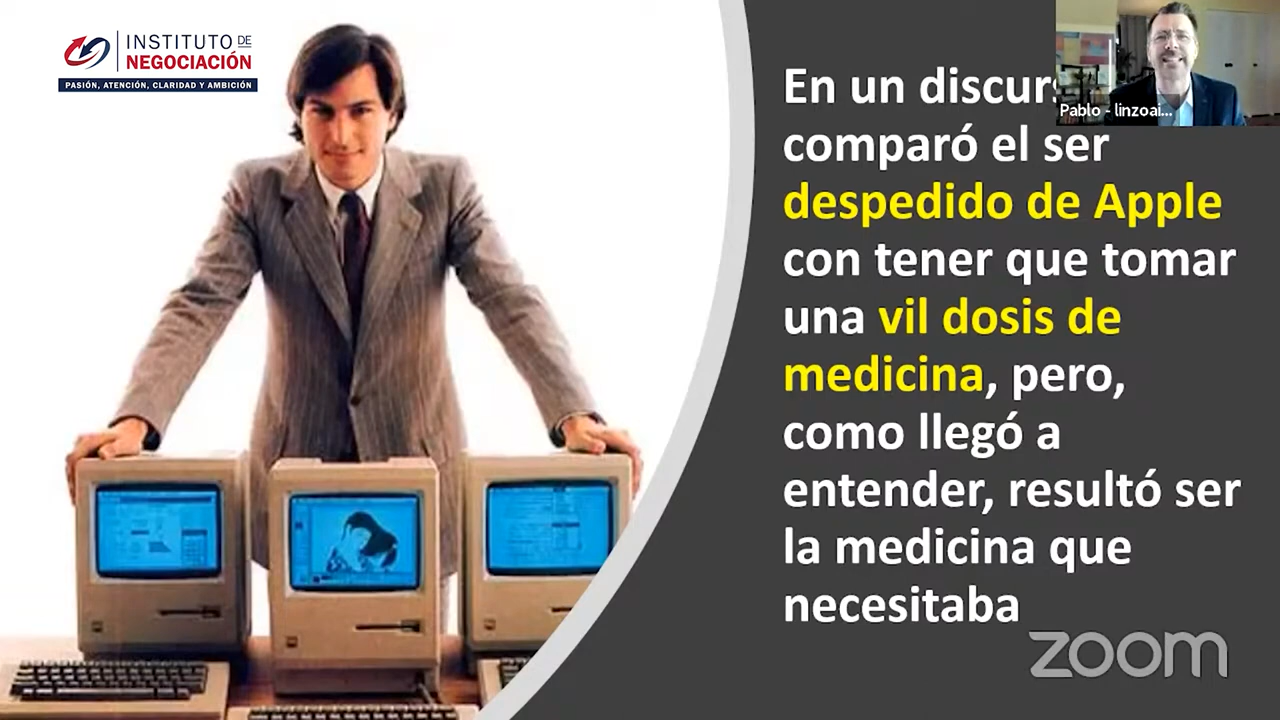 INSTITUTO DE
NEGOCIACIÓN
PASIÓN, ATENCIÓN, CLARIDAD Y AMBICIÓN
En un
comparó el ser
despedido de Apple
con tener que tomar
una vil dosis de
medicina, pero,
como llegó a
entender, resultó ser
la medicina que
necesitaba
Pablo - linzoai...
zoom